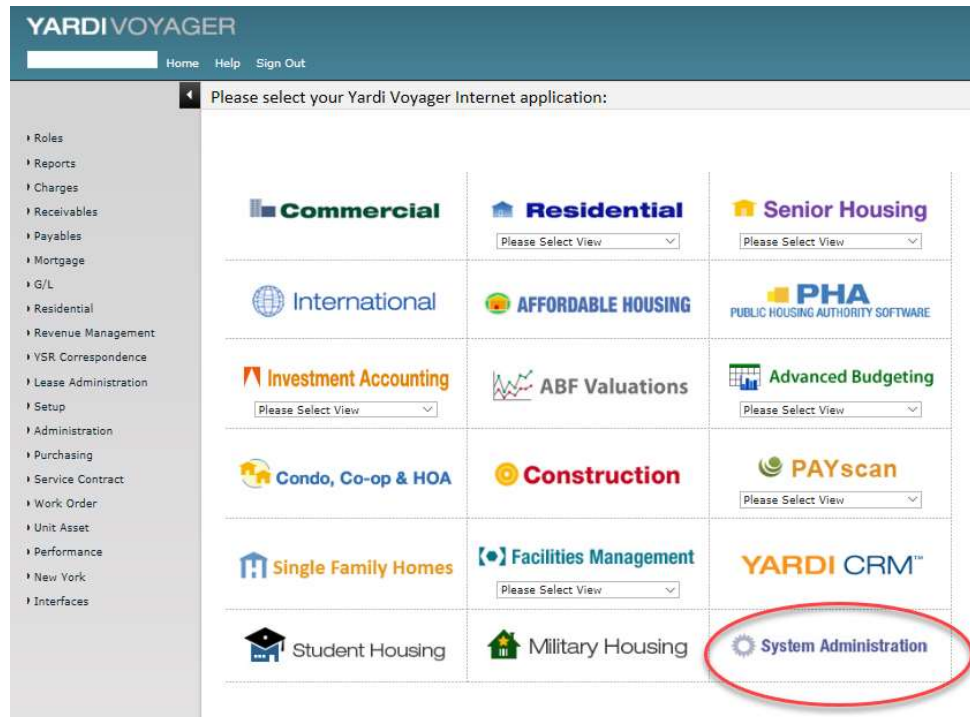 YARDI VOYAGER
Home Help Sign Out
Please select your Yardi Voyager Internet application:
Roles
Reports
Charges
Receivables
Payables
Mortgage
G/L
Residential
Revenue Management
YSR Correspondence
Lease Administration
Setup
Administration
Purchasing
Service Contract
Work Order
Unit Asset
Performance
New York
Interfaces
Commercial
Residential
Please Select View
Senior Housing
Please Select View
International
AFFORDABLE HOUSING
PHA
PUBLIC HOUSING AUTHORITY SOFTWARE
Investment Accounting
Please Select View
ABF Valuations
Advanced Budgeting
Please Select View
Condo, Co-op & HOA
Construction
PAYscan
Please Select View
Single Family Homes
Facilities Management
Please Select View
YARDI CRM™
Student Housing
Military Housing
System Administration